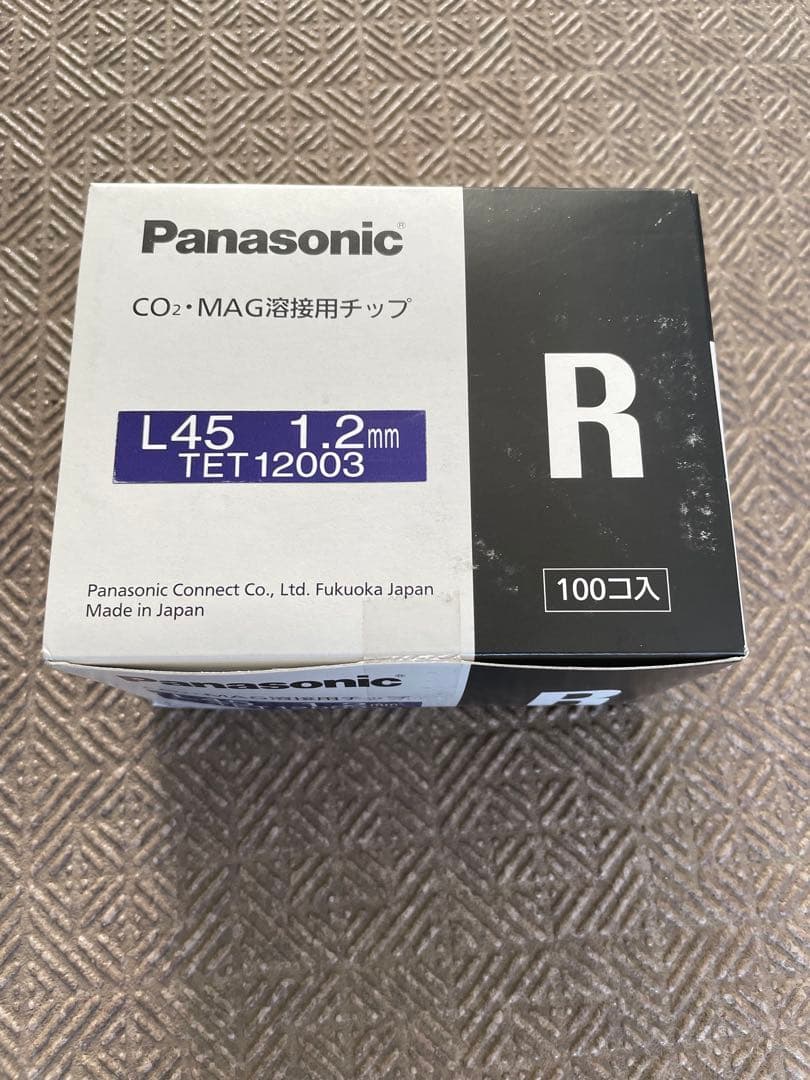 Panasonic®
CO₂・MAG溶接用チップ
L45 1.2mm
TET12003
R
Panasonic Connect Co., Ltd. Fukuoka Japan
Made in Japan
100コ入
Panasonic
R